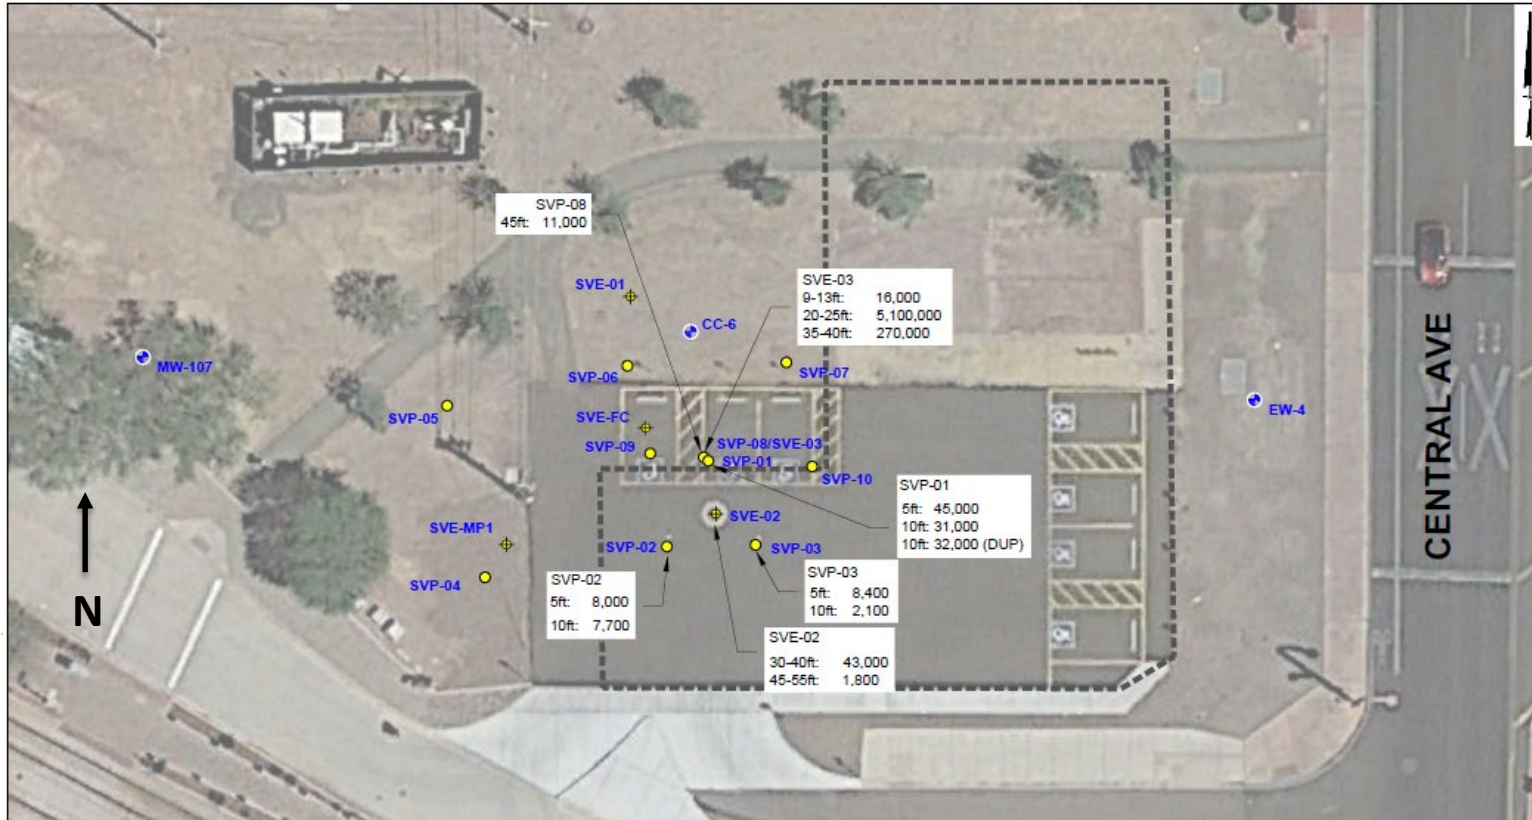 SVP-08
45ft: 11,000
SVE-03
9-13ft: 16,000
20-25ft: 5,100,000
35-40ft: 270,000
SVE-01
CC-6
MW-107
SVP-06
SVP-07
SVP-05
EW-4
SVE-FC
SVP-09
SVP-08/SVE-03
SVP-01
SVP-10
SVP-01
5ft: 45,000
10ft: 31,000
10ft: 32,000 (DUP)
CENTRAL AVE
SVE-02
SVE-MP1
SVP-02
SVP-03
SVP-04
SVP-02
5ft: 8,000
10ft: 7,700
SVP-03
5ft: 8,400
10ft: 2,100
N
SVE-02
30-40ft: 43,000
45-55ft: 1,800